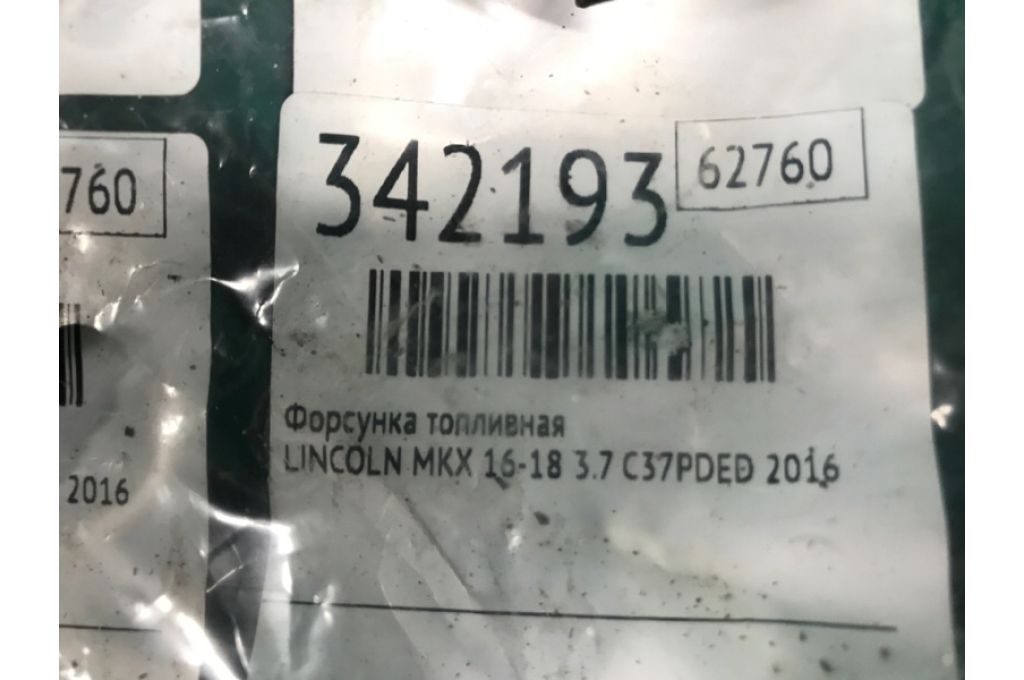 342193
62760
Форсунка топливная
LINCOLN MKX 16-18 3.7 C37PDED 2016
760
2016